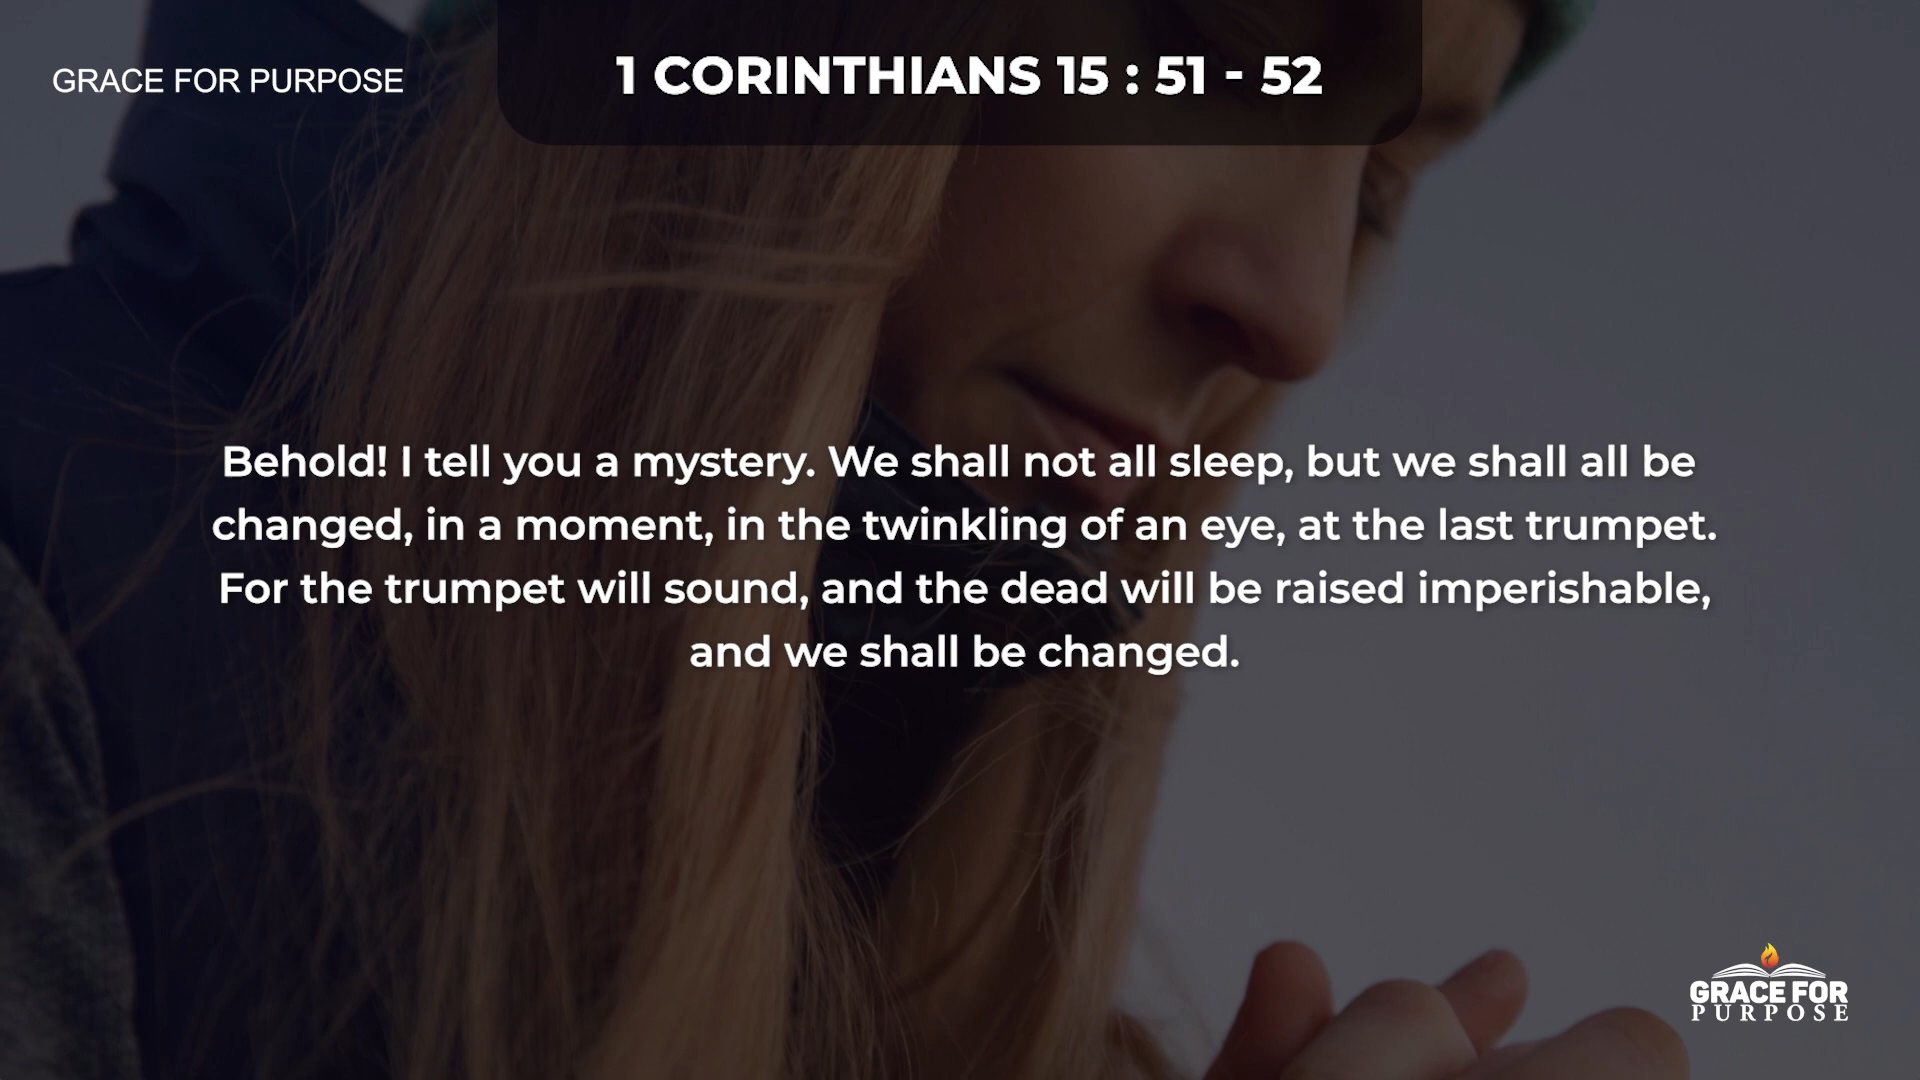 GRACE FOR PURPOSE
1 CORINTHIANS 15 : 51 - 52
Behold! I tell you a mystery. We shall not all sleep, but we shall all be
changed, in a moment, in the twinkling of an eye, at the last trumpet.
For the trumpet will sound, and the dead will be raised imperishable,
and we shall be changed.
GRACE FOR
PURPOSE